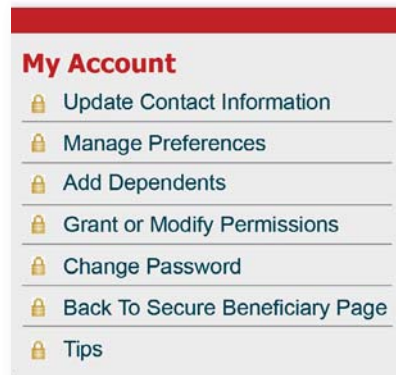 My Account
Update Contact Information
Manage Preferences
Add Dependents
Grant or Modify Permissions
Change Password
Back To Secure Beneficiary Page
Tips